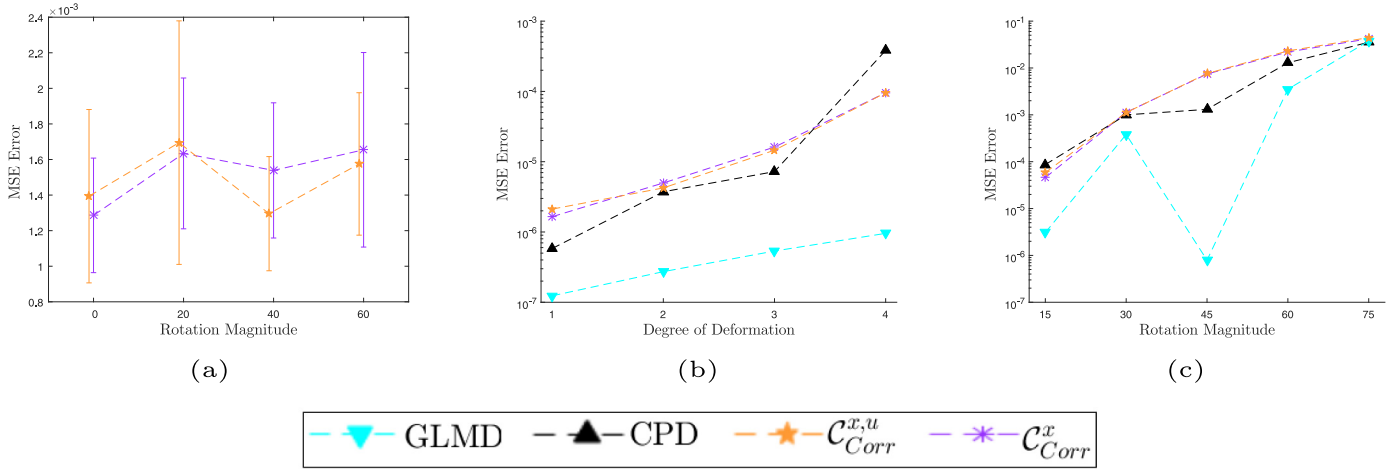 ×10⁻³
2.4
2.2
2
1.8
1.6
1.4
1.2
1
0.8
MSE Error
0 20 40 60
Rotation Magnitude
(a)
10⁻³
10⁻⁴
10⁻⁵
10⁻⁶
10⁻⁷
MSE Error
1 2 3 4
Degree of Deformation
(b)
10⁻¹
10⁻²
10⁻³
10⁻⁴
10⁻⁵
10⁻⁶
10⁻⁷
MSE Error
15 30 45 60 75
Rotation Magnitude
(c)
GLMD CPD 𝒞^{x,u}_{Corr} 𝒞^{x}_{Corr}